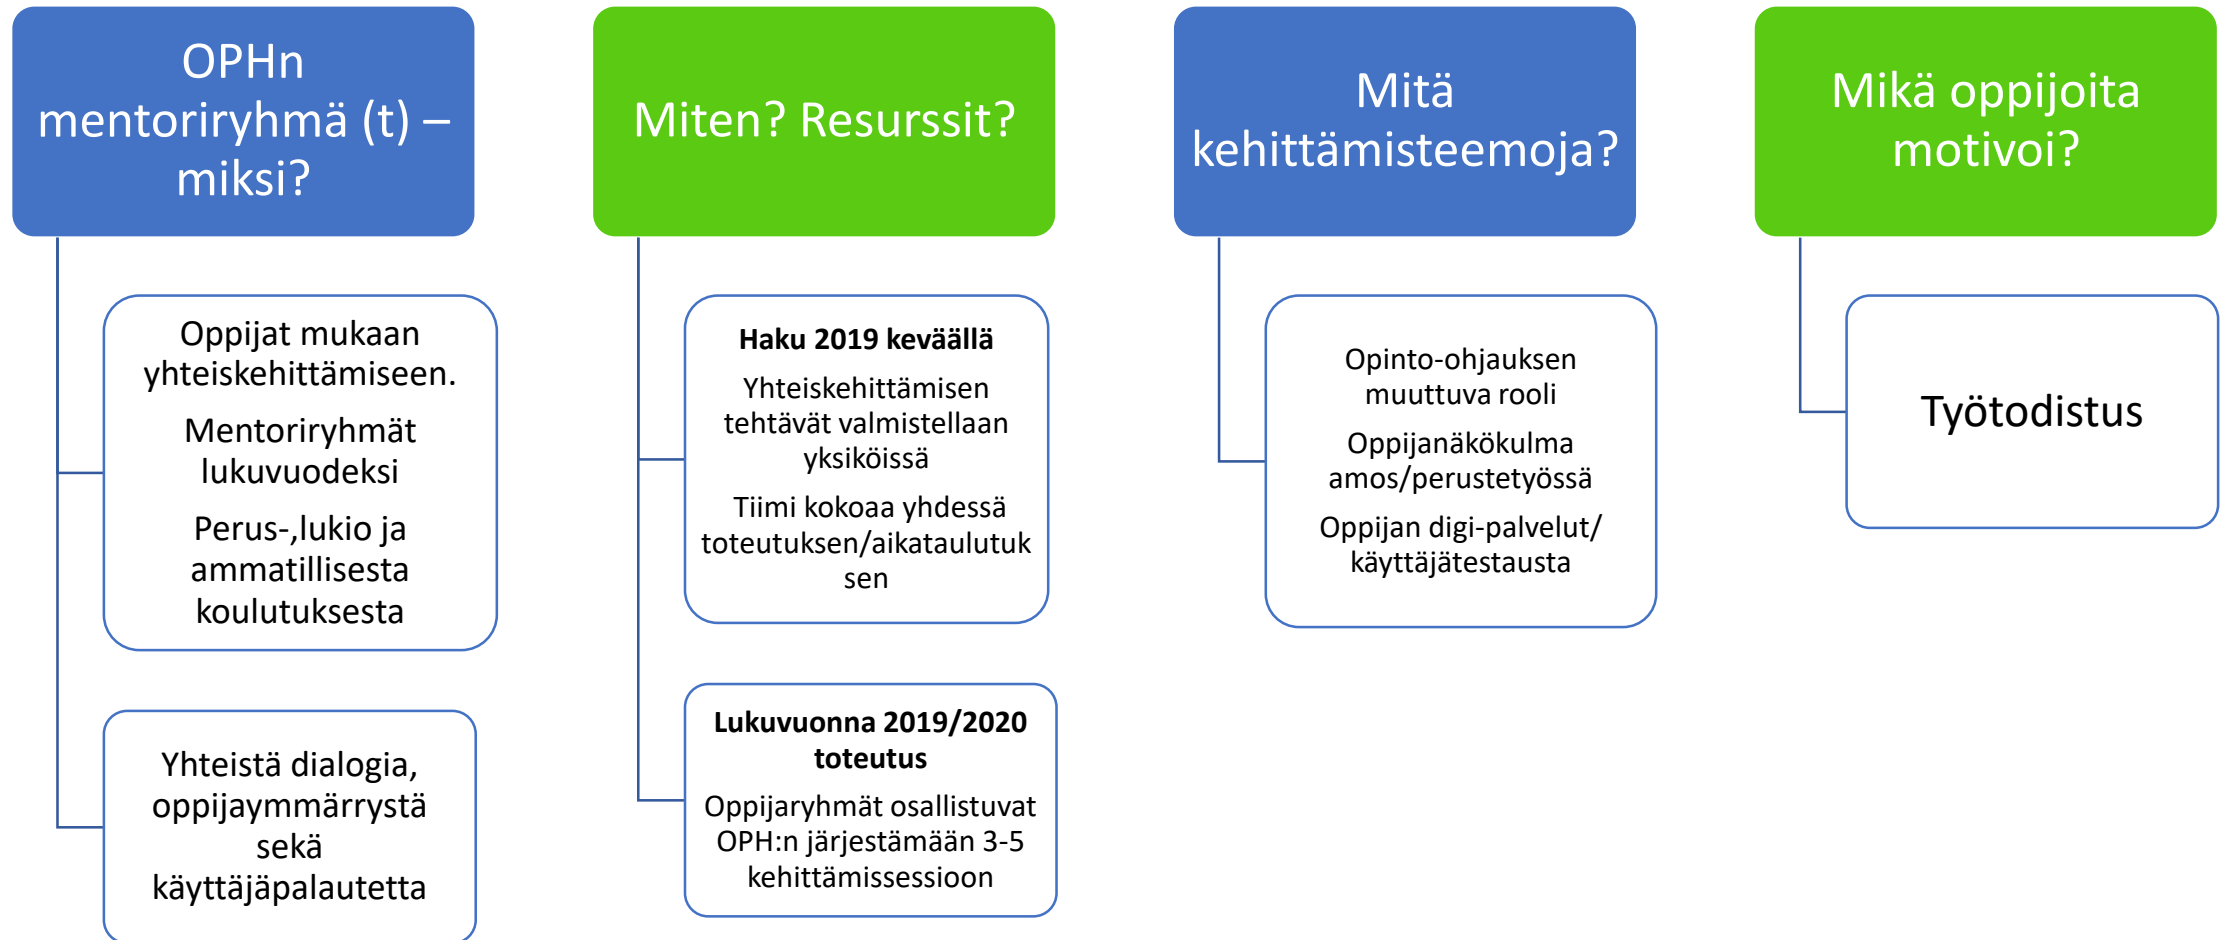 OPHn
mentoriryhmä (t) –
miksi?
Oppijat mukaan
yhteiskehittämiseen.
Mentoriryhmät
lukuvuodeksi
Perus-,lukio ja
ammatillisesta
koulutuksesta
Yhteistä dialogia,
oppijaymmärrystä
sekä
käyttäjäpalautetta
Miten? Resurssit?
Haku 2019 keväällä
Yhteiskehittämisen
tehtävät valmistellaan
yksiköissä
Tiimi kokoaa yhdessä
toteutuksen/aikataulutuk
sen
Lukuvuonna 2019/2020
toteutus
Oppijaryhmät osallistuvat
OPH:n järjestämään 3-5
kehittämissessioon
Mitä
kehittämisteemoja?
Opinto-ohjauksen
muuttuva rooli
Oppijanäkökulma
amos/perustetyössä
Oppijan digi-palvelut/
käyttäjätestausta
Mikä oppijoita
motivoi?
Työtodistus